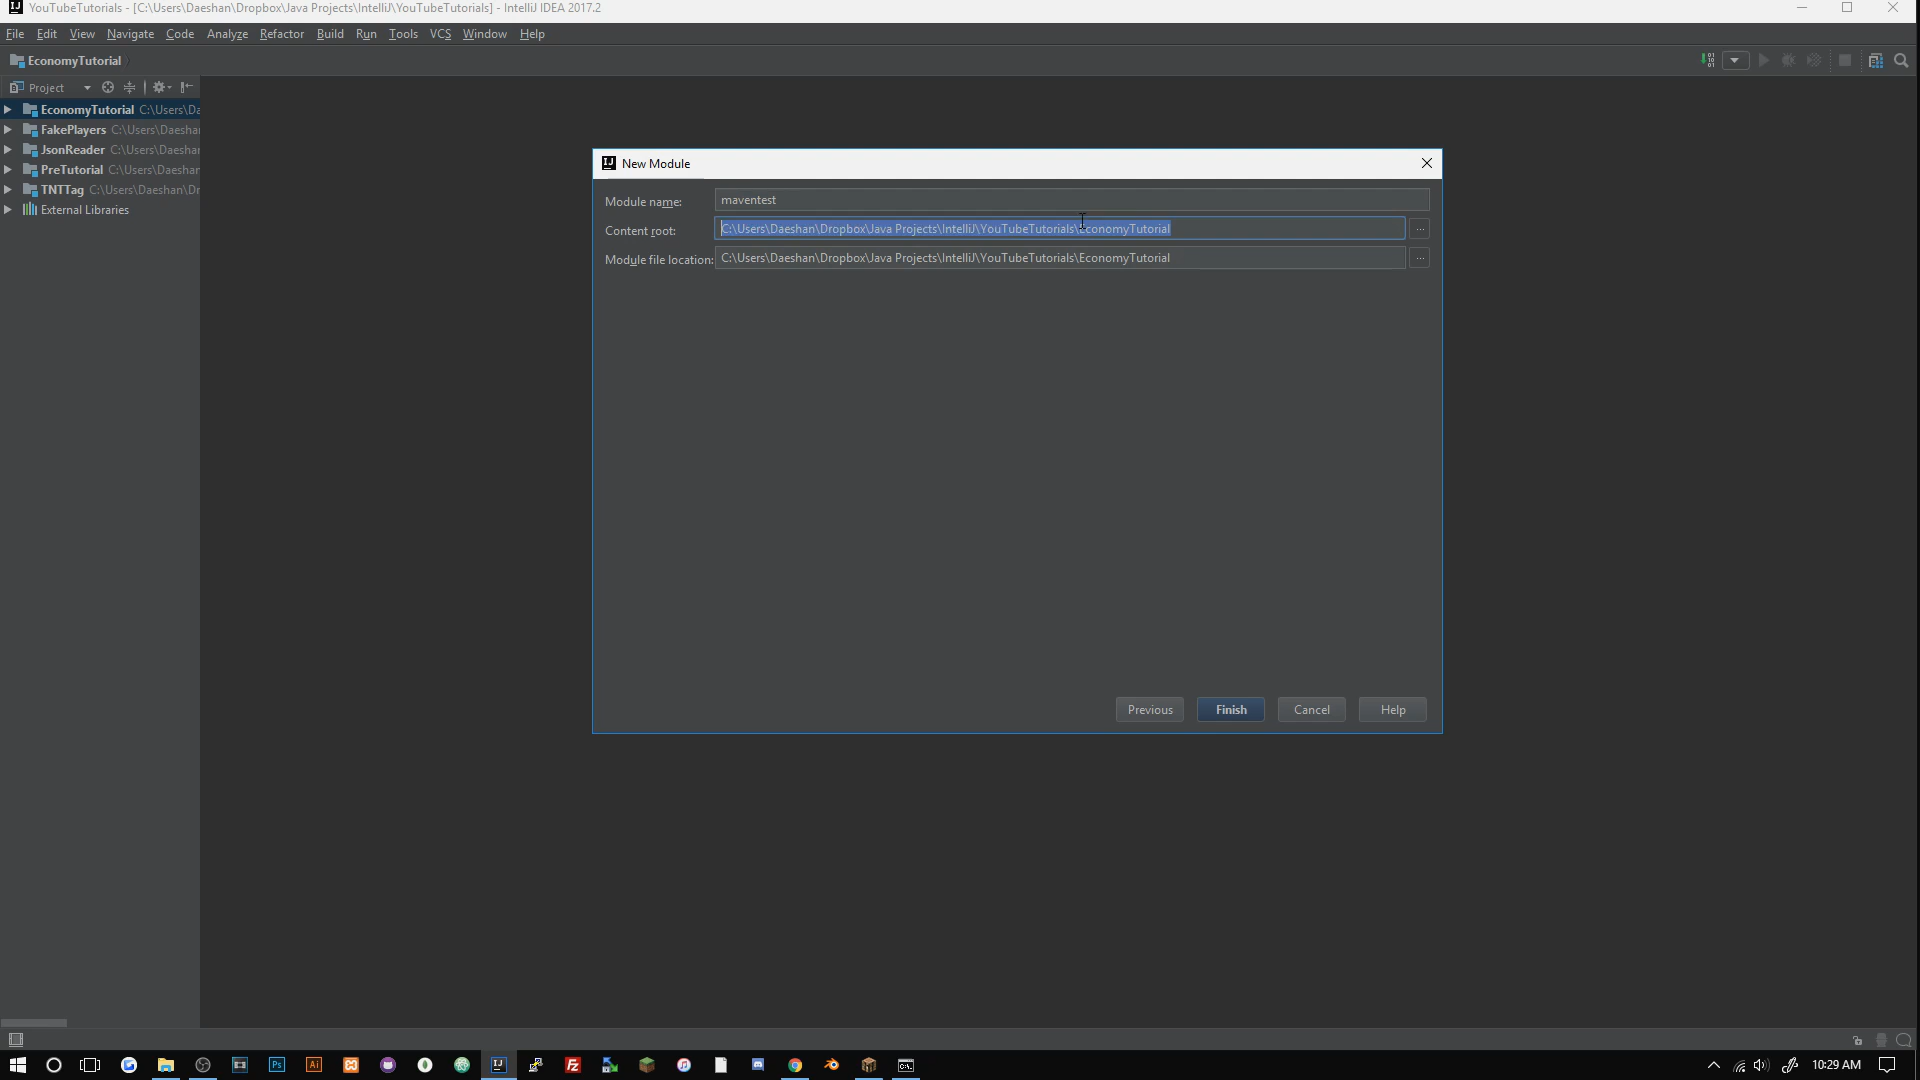 YouTubeTutorials - [C:\Users\Daeshan\Dropbox\Java Projects\IntelliJ\YouTubeTutorials] - IntelliJ IDEA 2017.2
File Edit View Navigate Code Analyze Refactor Build Run Tools VCS Window Help
EconomyTutorial
Project
EconomyTutorial C:\Users\Da
FakePlayers C:\Users\Daeshar
JsonReader C:\Users\Daeshar
PreTutorial C:\Users\Daeshan
TNTTag C:\Users\Daeshan\Dr
External Libraries
New Module
Module name: maventest
Content root: C:\Users\Daeshan\Dropbox\Java Projects\IntelliJ\YouTubeTutorials\EconomyTutorial ...
Module file location: C:\Users\Daeshan\Dropbox\Java Projects\IntelliJ\YouTubeTutorials\EconomyTutorial ...
Previous Finish Cancel Help
10:29 AM